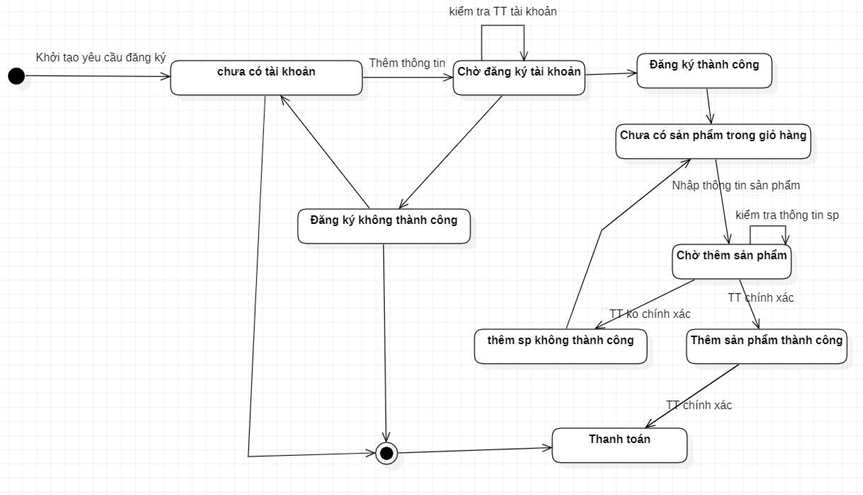 kiểm tra TT tài khoản
Khởi tạo yêu cầu đăng ký
chưa có tài khoản
Thêm thông tin
Chờ đăng ký tài khoản
Đăng ký thành công
Chưa có sản phẩm trong giỏ hàng
Nhập thông tin sản phẩm
Đăng ký không thành công
kiểm tra thông tin sp
Chờ thêm sản phẩm
TT chính xác
TT ko chính xác
thêm sp không thành công
Thêm sản phẩm thành công
TT chính xác
Thanh toán